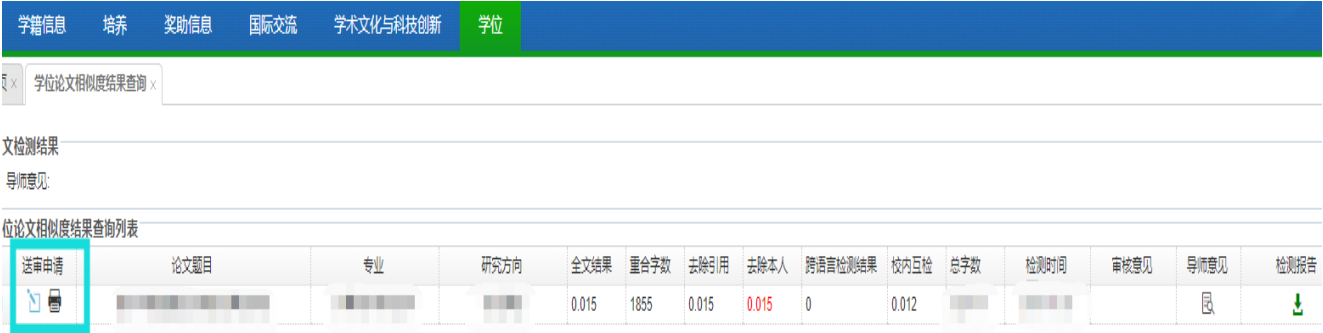 学籍信息 培养 奖助信息 国际交流 学术文化与科技创新 学位
页 × 学位论文相似度结果查询 ×
文检测结果
导师意见:
位论文相似度结果查询列表
送审申请 论文题目 专业 研究方向 全文结果 重合字数 去除引用 去除本人 跨语言检测结果 校内互检 总字数 检测时间 审核意见 导师意见 检测报告
0.015 1855 0.015 0.015 0 0.012